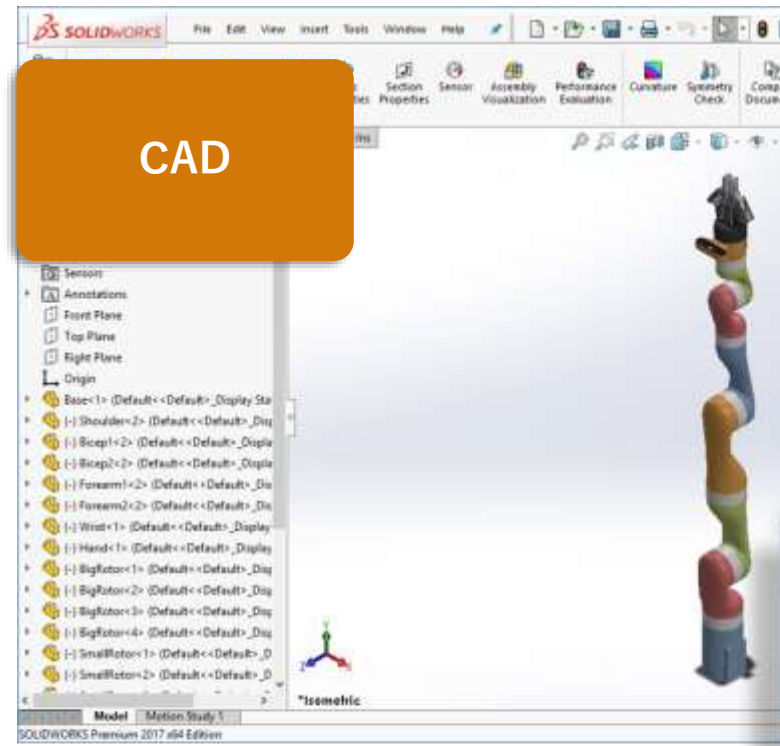 SOLIDWORKS File Edit View Insert Tools Window Help
Section Properties
Sensor
Assembly Visualization
Performance Evaluation
Curvature
Symmetry Check
CAD
Sensors
Annotations
Front Plane
Top Plane
Right Plane
Origin
Base<1> (Default<<Default>_Display Sta
(-) Shoulder<2> (Default<<Default>_Disp
(-) Bicep1<2> (Default<<Default>_Displa
(-) Bicep2<2> (Default<<Default>_Displa
(-) Forearm1<2> (Default<<Default>_Dis
(-) Forearm2<2> (Default<<Default>_Dis
(-) Wrist<1> (Default<<Default>_Display
(-) Hand<1> (Default<<Default>_Display
(-) BigRotor<1> (Default<<Default>_Disp
(-) BigRotor<2> (Default<<Default>_Disp
(-) BigRotor<3> (Default<<Default>_Disp
(-) BigRotor<4> (Default<<Default>_Disp
(-) SmallRotor<1> (Default<<Default>_D
(-) SmallRotor<2> (Default<<Default>_D
*Isometric
Model Motion Study 1
SOLIDWORKS Premium 2017 x64 Edition